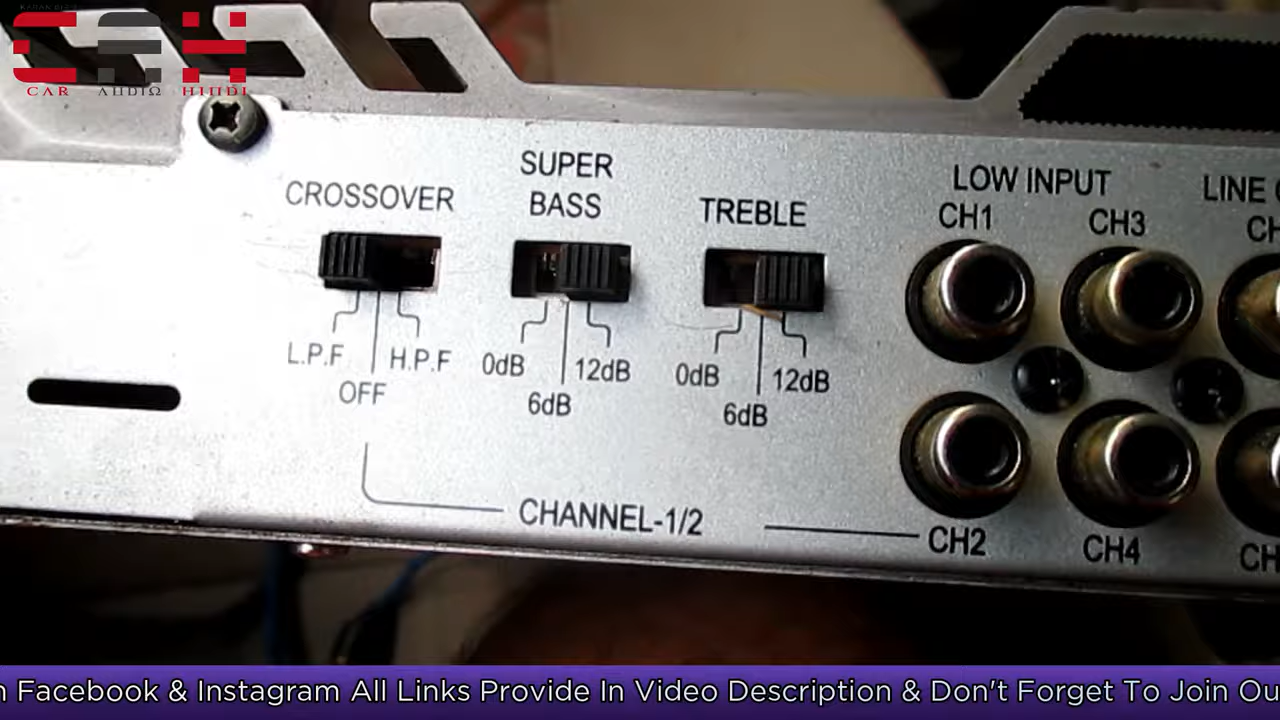 CAR AUDIO HINDI
CROSSOVER
L.P.F
OFF
H.P.F
SUPER
BASS
0dB
6dB
12dB
TREBLE
0dB
6dB
12dB
LOW INPUT
CH1
CH3
LINE
CH2
CH4
CHANNEL-1/2
Facebook & Instagram All Links Provide In Video Description & Don't Forget To Join